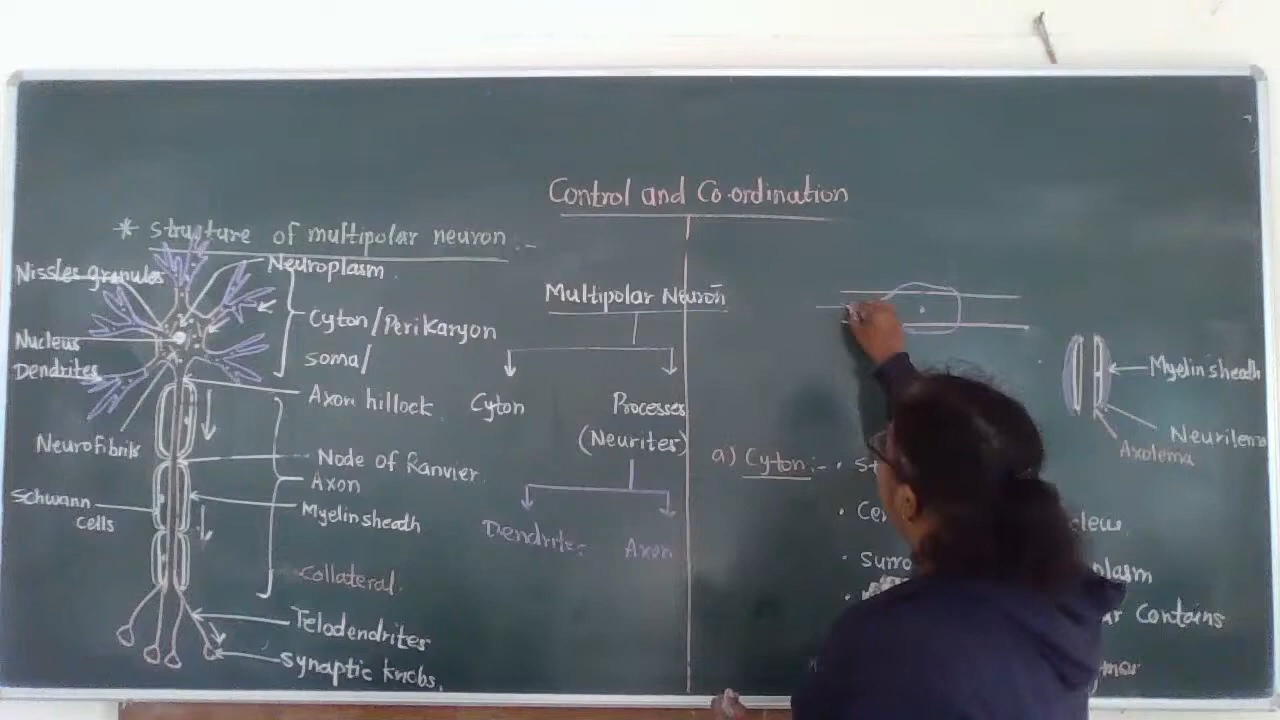 Control and Co-ordination
* structure of multipolar neuron:-
Nissles granules
Neuroplasm
Cyton/Perikaryon
soma/
Nucleus
Dendrites
Axon hillock
Neurofibrils
Node of Ranvier
Axon
Schwann
cells
Myelin sheath
Collateral.
Telodendrites
Synaptic knobs.
Multipolar Neuron
Cyton
Processes
(Neurites)
Dendrites
Axon
Myelin sheath
Neurilema
Axolema
a) Cyton:-
contains